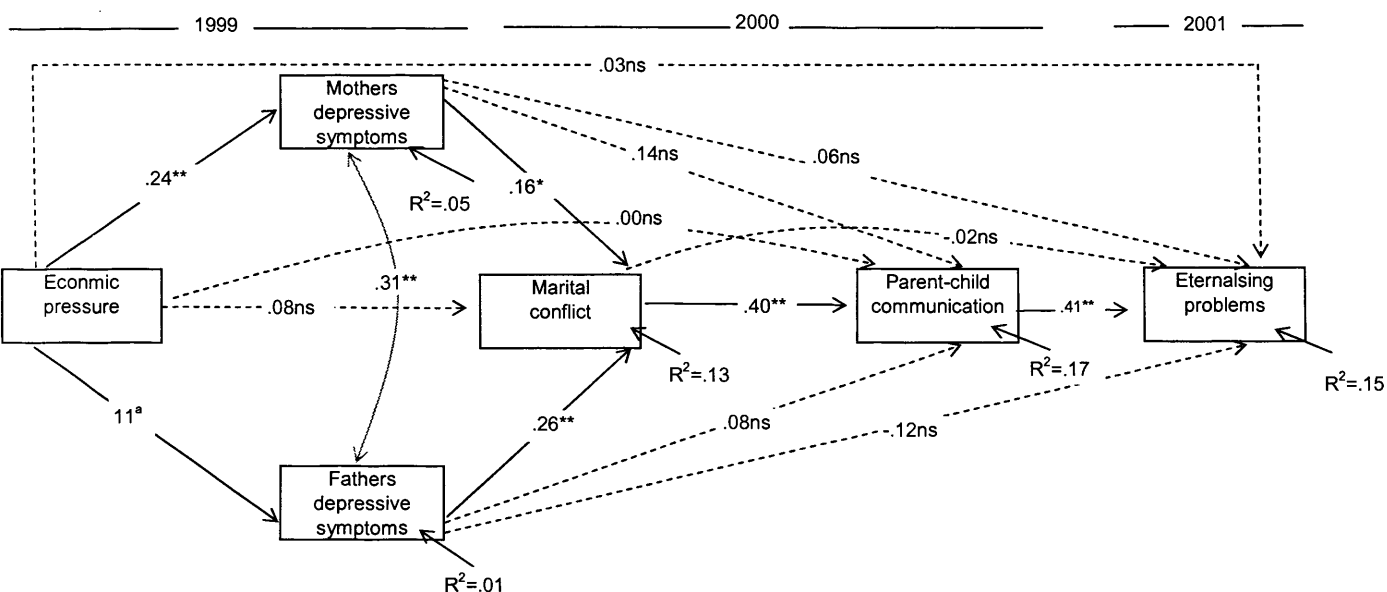 1999
2000
2001
.03ns
Mothers
depressive
symptoms
.14ns
.06ns
.24**
.16*
R²=.05
.00ns
-.02ns
.31**
Econmic
pressure
.08ns
Marital
conflict
.40**
Parent-child
communication
.41**
Eternalsing
problems
R²=.13
R²=.17
R²=.15
11ª
.26**
.08ns
-.12ns
Fathers
depressive
symptoms
R²=.01